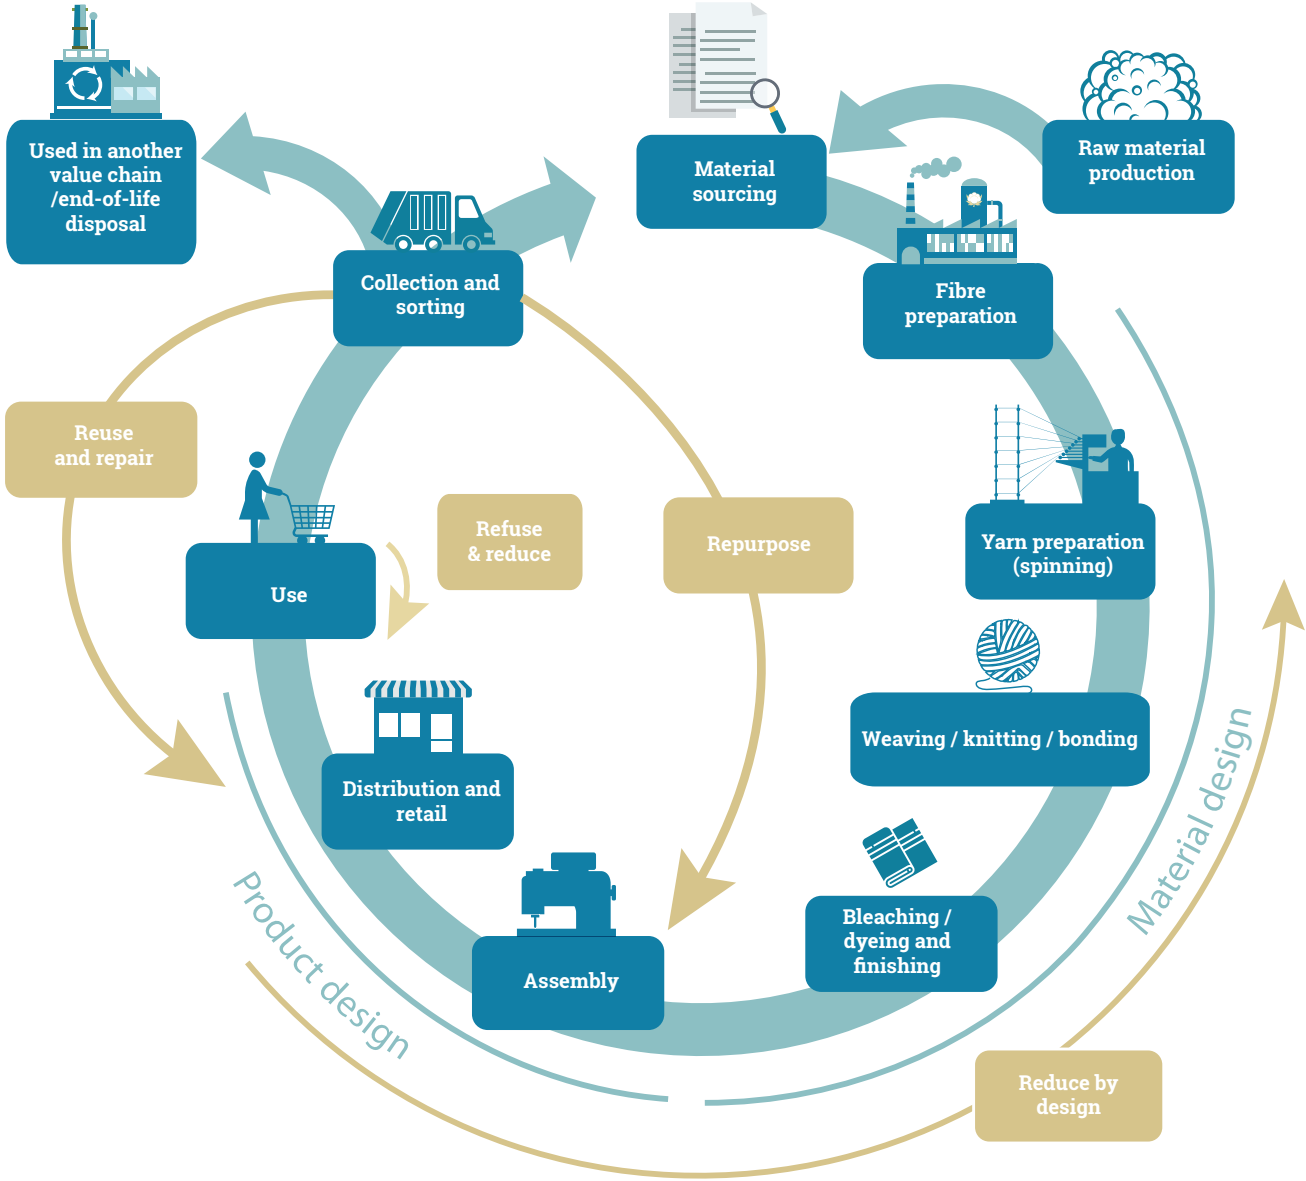 Used in another
value chain
/end-of-life
disposal
Material
sourcing
Raw material
production
Collection and
sorting
Fibre
preparation
Reuse
and repair
Refuse
& reduce
Repurpose
Yarn preparation
(spinning)
Use
Weaving / knitting / bonding
Distribution and
retail
Bleaching /
dyeing and
finishing
Assembly
Product design
Material design
Reduce by
design